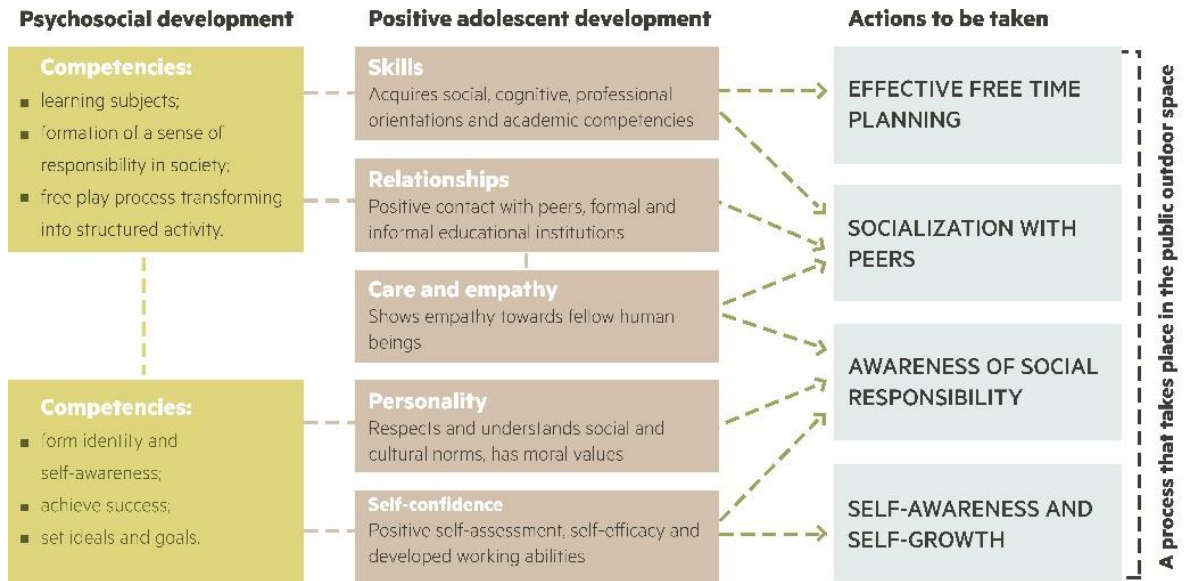 Psychosocial development
Competencies:
learning subjects;
formation of a sense of
responsibility in society;
free play process transforming
into structured activity.
Competencies:
form identity and
self-awareness;
achieve success;
set ideals and goals.
Positive adolescent development
Skills
Acquires social, cognitive, professional
orientations and academic competencies
Relationships
Positive contact with peers, formal and
informal educational institutions
Care and empathy
Shows empathy towards fellow human
beings
Personality
Respects and understands social and
cultural norms, has moral values
Self-confidence
Positive self-assessment, self-efficacy and
developed working abilities
Actions to be taken
EFFECTIVE FREE TIME
PLANNING
SOCIALIZATION WITH
PEERS
AWARENESS OF SOCIAL
RESPONSIBILITY
SELF-AWARENESS AND
SELF-GROWTH
A process that takes place in the public outdoor space